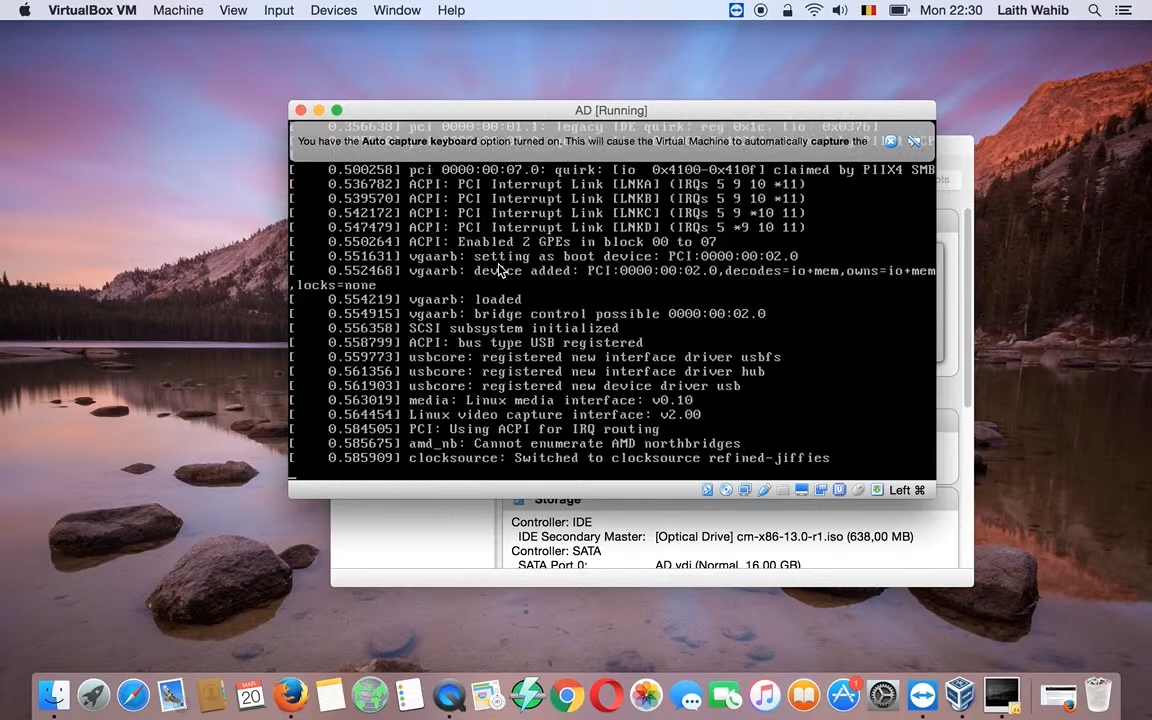 VirtualBox VM Machine View Input Devices Window Help Mon 22:30 Laith Wahib
AD [Running]
0.356638] pci 0000:00:01.1: legacy IDE quirk: reg 0x1c: [io 0x0376]
You have the Auto capture keyboard option turned on. This will cause the Virtual Machine to automatically capture the
[ 0.500258] pci 0000:00:07.0: quirk: [io 0x4100-0x410f] claimed by PIIX4 SMB
[ 0.536782] ACPI: PCI Interrupt Link [LNKA] (IRQs 5 9 10 *11)
[ 0.539570] ACPI: PCI Interrupt Link [LNKB] (IRQs 5 9 10 *11)
[ 0.542172] ACPI: PCI Interrupt Link [LNKC] (IRQs 5 9 *10 11)
[ 0.547479] ACPI: PCI Interrupt Link [LNKD] (IRQs 5 *9 10 11)
[ 0.550264] ACPI: Enabled 2 GPEs in block 00 to 07
[ 0.551631] vgaarb: setting as boot device: PCI:0000:00:02.0
[ 0.552468] vgaarb: device added: PCI:0000:00:02.0,decodes=io+mem,owns=io+mem
,locks=none
[ 0.554219] vgaarb: loaded
[ 0.554915] vgaarb: bridge control possible 0000:00:02.0
[ 0.556358] SCSI subsystem initialized
[ 0.558799] ACPI: bus type USB registered
[ 0.559773] usbcore: registered new interface driver usbfs
[ 0.561356] usbcore: registered new interface driver hub
[ 0.561903] usbcore: registered new device driver usb
[ 0.563019] media: Linux media interface: v0.10
[ 0.564454] Linux video capture interface: v2.00
[ 0.584505] PCI: Using ACPI for IRQ routing
[ 0.585675] amd_nb: Cannot enumerate AMD northbridges
[ 0.585909] clocksource: Switched to clocksource refined-jiffies
Left ⌘
Storage
Controller: IDE
IDE Secondary Master: [Optical Drive] cm-x86-13.0-r1.iso (638,00 MB)
Controller: SATA
SATA Port 0: AD.vdi (Normal, 16,00 GB)
MAR
20
1